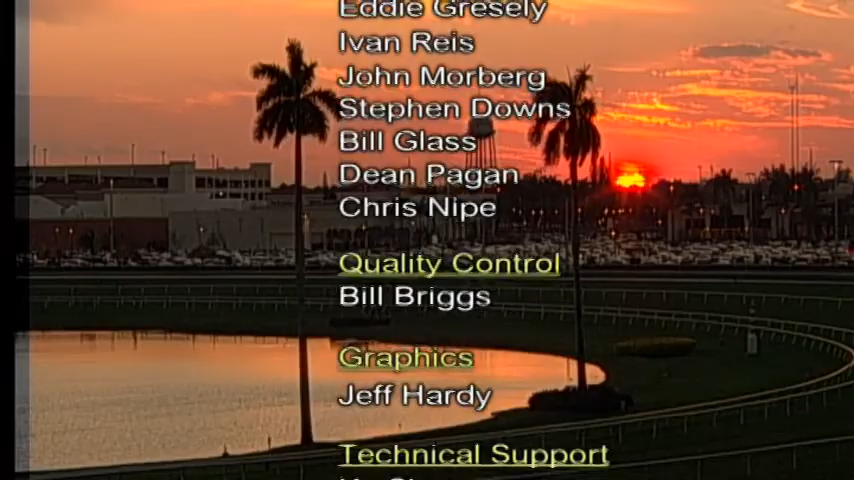 Eddie Gresely
Ivan Reis
John Morberg
Stephen Downs
Bill Glass
Dean Pagan
Chris Nipe
Quality Control
Bill Briggs
Graphics
Jeff Hardy
Technical Support